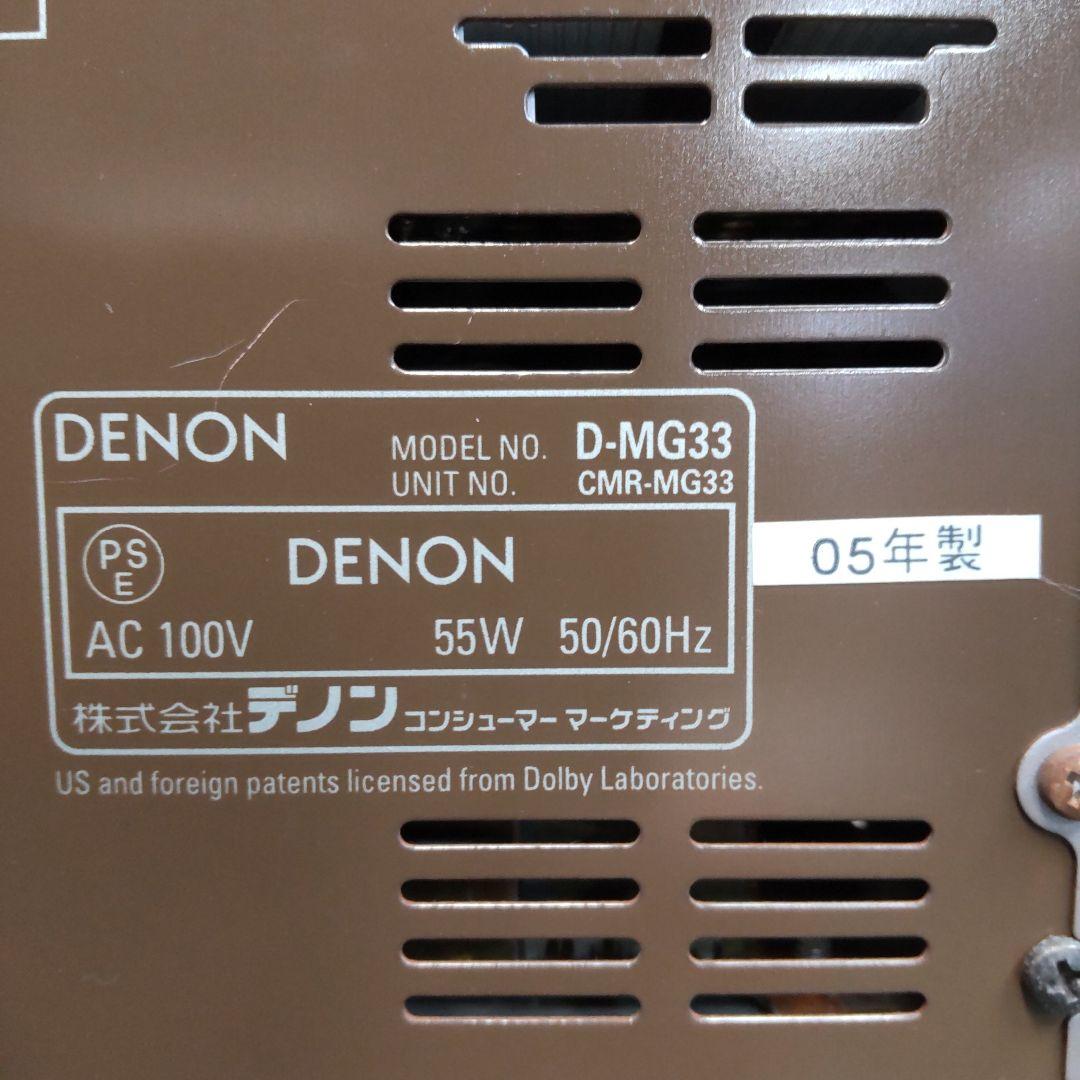 DENON
MODEL NO. D-MG33
UNIT NO. CMR-MG33
PS
E
DENON
05年製
AC 100V 55W 50/60Hz
株式会社デノン コンシューマー マーケティング
US and foreign patents licensed from Dolby Laboratories.